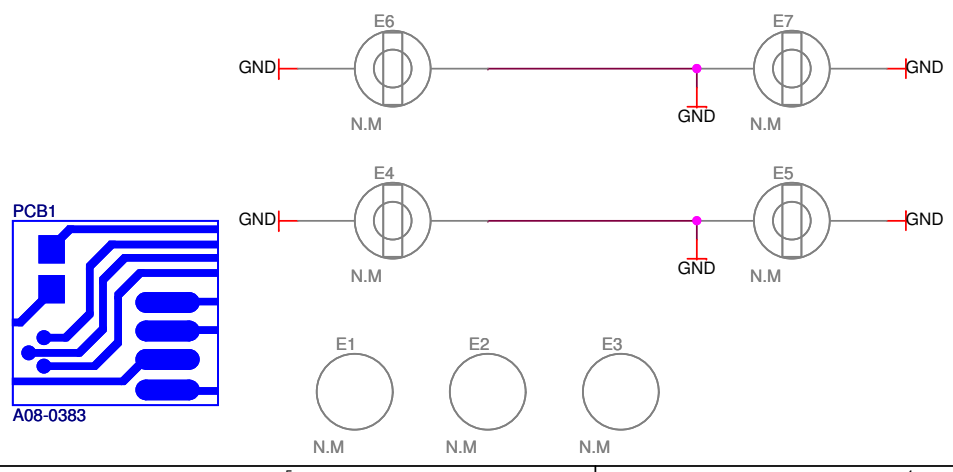 E6
E7
GND
GND
GND
N.M
N.M
E4
E5
PCB1
GND
GND
GND
N.M
N.M
E1
E2
E3
A08-0383
N.M
N.M
N.M